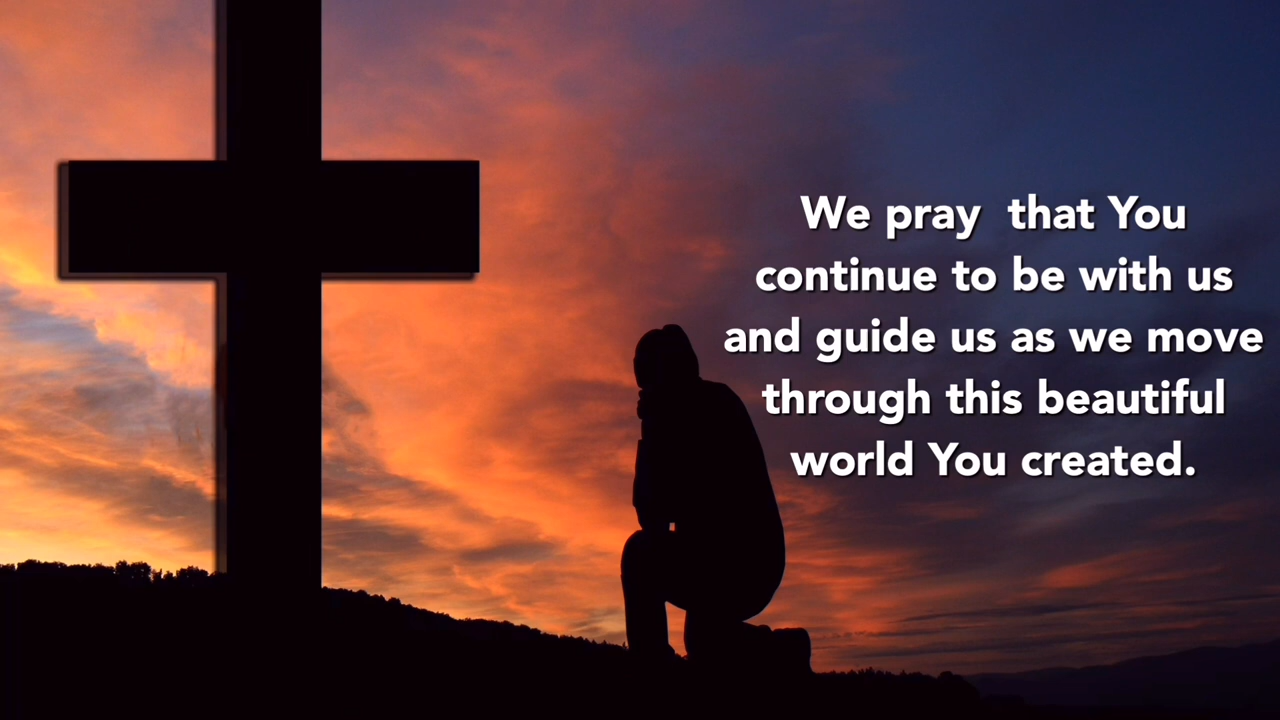 We pray  that You
continue to be with us
and guide us as we move
through this beautiful
world You created.